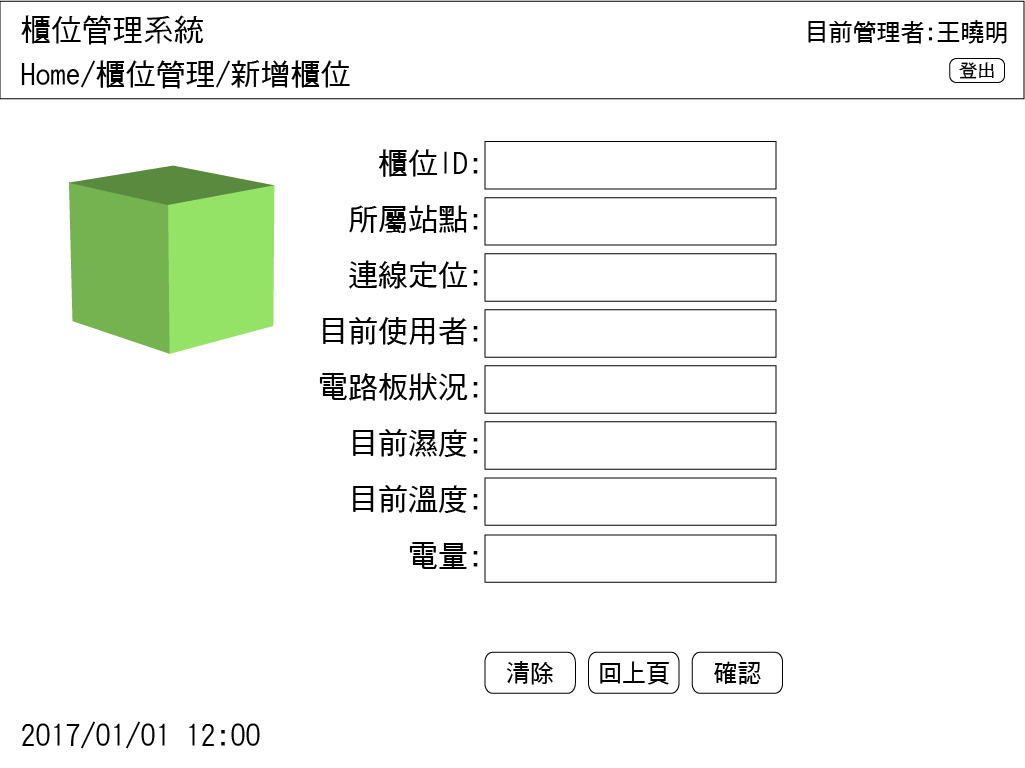 櫃位管理系統
目前管理者:王曉明
Home/櫃位管理/新增櫃位
登出
櫃位ID:
所屬站點:
連線定位:
目前使用者:
電路板狀況:
目前濕度:
目前溫度:
電量:
清除 回上頁 確認
2017/01/01 12:00